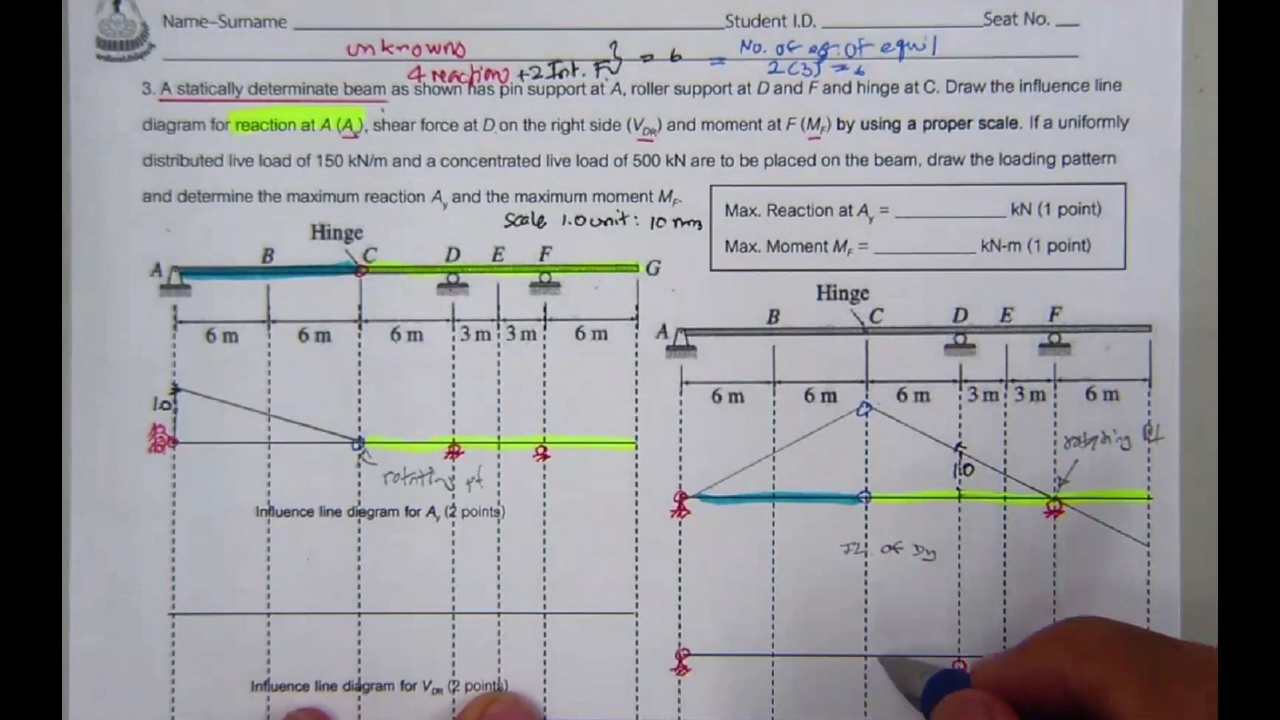 Name-Surname Student I.D. Seat No.
unknowns
4 reactions + 2 Int. F } = 6 = No. of eq. of equil
2(3) = 6
3. A statically determinate beam as shown has pin support at A, roller support at D and F and hinge at C. Draw the influence line
diagram for reaction at A (A), shear force at D on the right side (VDR) and moment at F (MF) by using a proper scale. If a uniformly
distributed live load of 150 kN/m and a concentrated live load of 500 kN are to be placed on the beam, draw the loading pattern
and determine the maximum reaction Ay and the maximum moment MF.
Scale 1.0 unit: 10 mm
Max. Reaction at Ay = kN (1 point)
Max. Moment MF = kN-m (1 point)
Hinge
A B C D E F G
6 m 6 m 6 m 3 m 3 m 6 m
1.0
rotating pt
Influence line diagram for Ay (2 points)
Influence line diagram for VDR (2 points)
Hinge
A B C D E F
6 m 6 m 6 m 3 m 3 m 6 m
rotating pt
1.0
IL of Dy